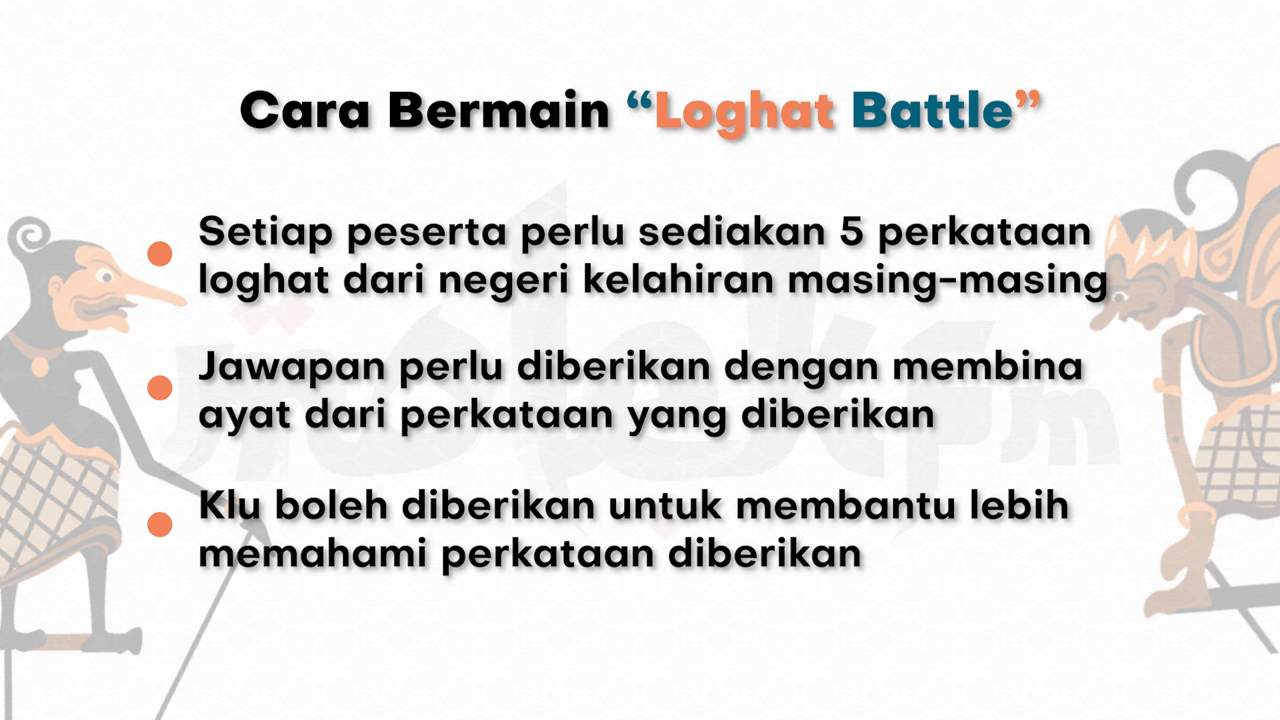 Cara Bermain “Loghat Battle”
Setiap peserta perlu sediakan 5 perkataan
loghat dari negeri kelahiran masing-masing
Jawapan perlu diberikan dengan membina
ayat dari perkataan yang diberikan
Klu boleh diberikan untuk membantu lebih
memahami perkataan diberikan